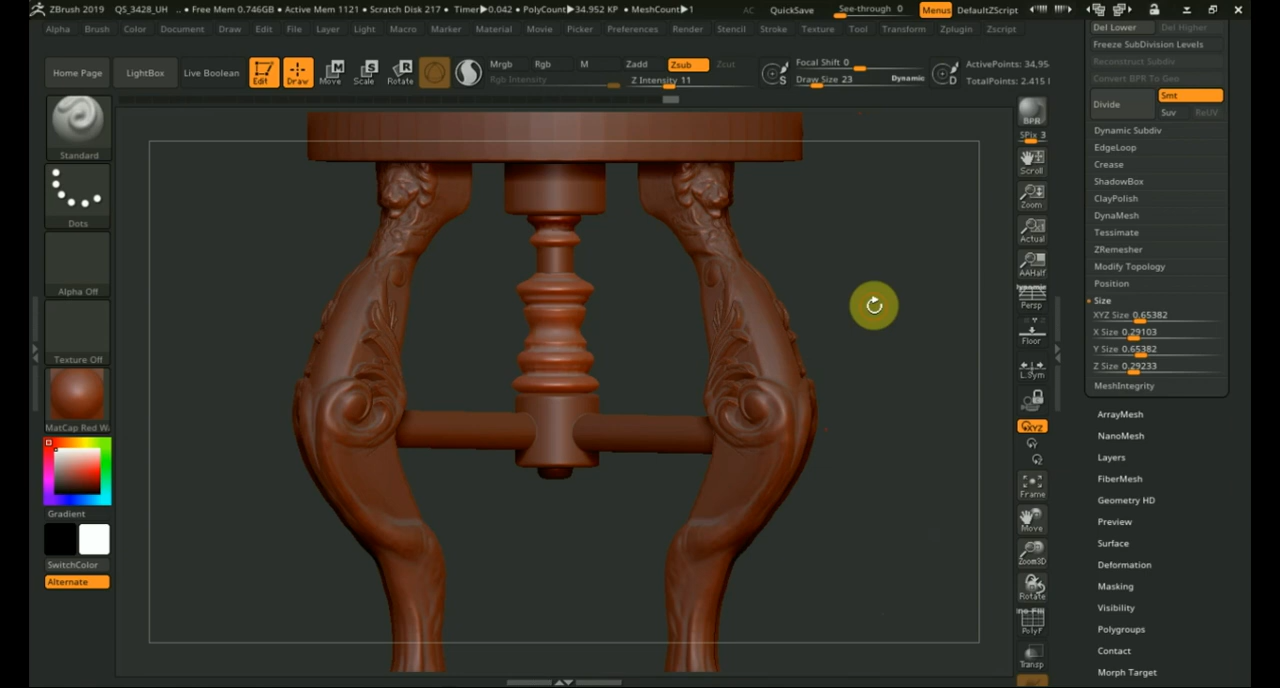 ZBrush 2019 QS_3428_UH .. • Free Mem 0.746GB • Active Mem 1121 • Scratch Disk 217 • Timer▶0.042 • PolyCount▶34.952 KP • MeshCount▶1 AC QuickSave See-through 0 Menus DefaultZScript
Alpha Brush Color Document Draw Edit File Layer Light Macro Marker Material Movie Picker Preferences Render Stencil Stroke Texture Tool Transform Zplugin Zscript
Home Page LightBox Live Boolean Edit Draw Move Scale Rotate
Mrgb Rgb M Zadd Zsub Zcut
Rgb Intensity Z Intensity 11
Focal Shift 0
Draw Size 23 Dynamic
S D
ActivePoints: 34,95
TotalPoints: 2.415 
Standard
Dots
Alpha Off
Texture Off
MatCap Red W
Gradient
SwitchColor
Alternate
BPR
SPix 3
Scroll
Zoom
Actual
AAHalf
Dynamic
Persp
Floor
L.Sym
XYZ
Frame
Move
Zoom3D
Rotate
PolyF
Transp
Del Lower Del Higher
Freeze SubDivision Levels
Reconstruct Subdiv
Convert BPR To Geo
Divide Smt
Suv ReUV
Dynamic Subdiv
EdgeLoop
Crease
ShadowBox
ClayPolish
DynaMesh
Tessimate
ZRemesher
Modify Topology
Position
Size
XYZ Size 0.65382
X Size 0.29103
Y Size 0.65382
Z Size 0.29233
MeshIntegrity
ArrayMesh
NanoMesh
Layers
FiberMesh
Geometry HD
Preview
Surface
Deformation
Masking
Visibility
Polygroups
Contact
Morph Target